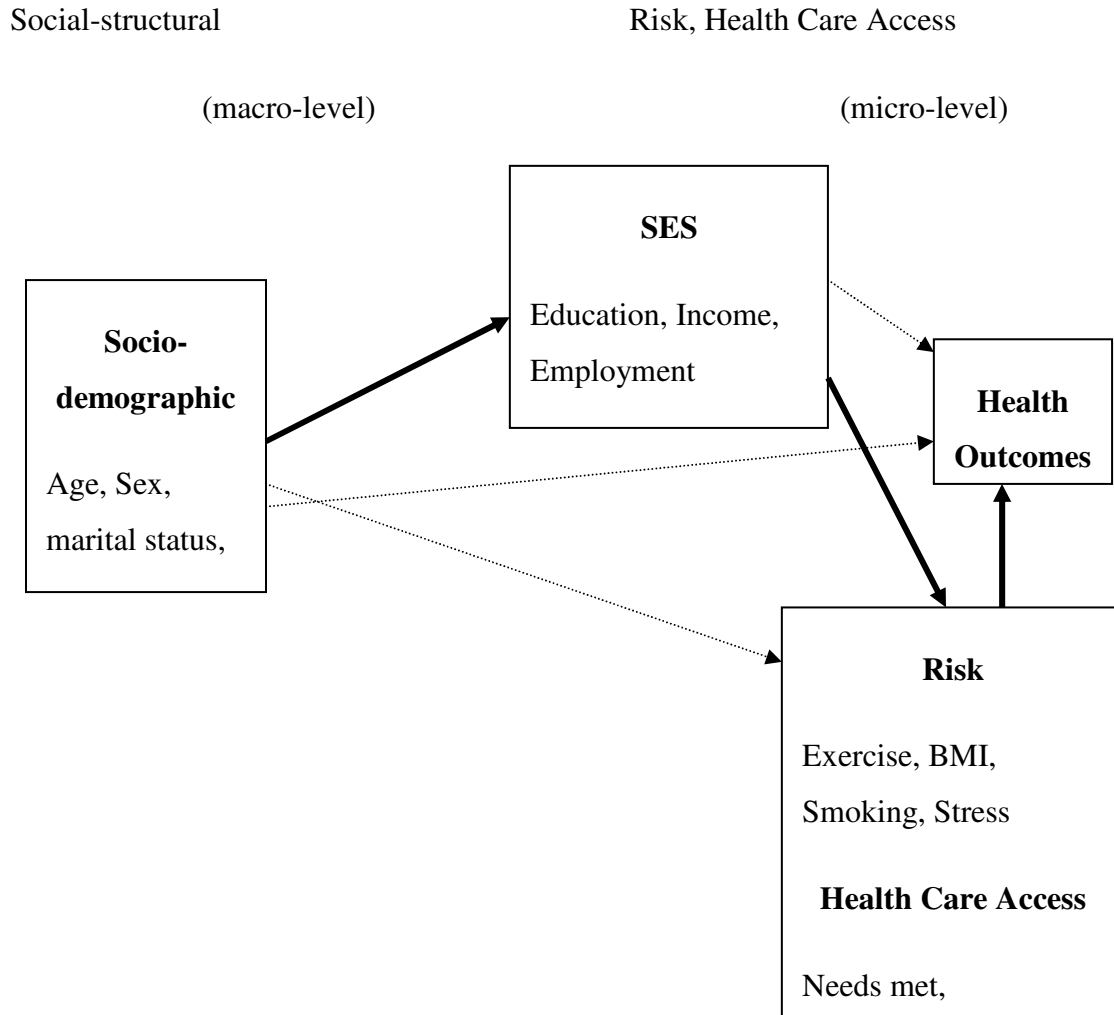 Social-structural
Risk, Health Care Access
(macro-level)
(micro-level)
SES
Education, Income,
Employment
Socio-
demographic
Age, Sex,
marital status,
Health
Outcomes
Risk
Exercise, BMI,
Smoking, Stress
Health Care Access
Needs met,